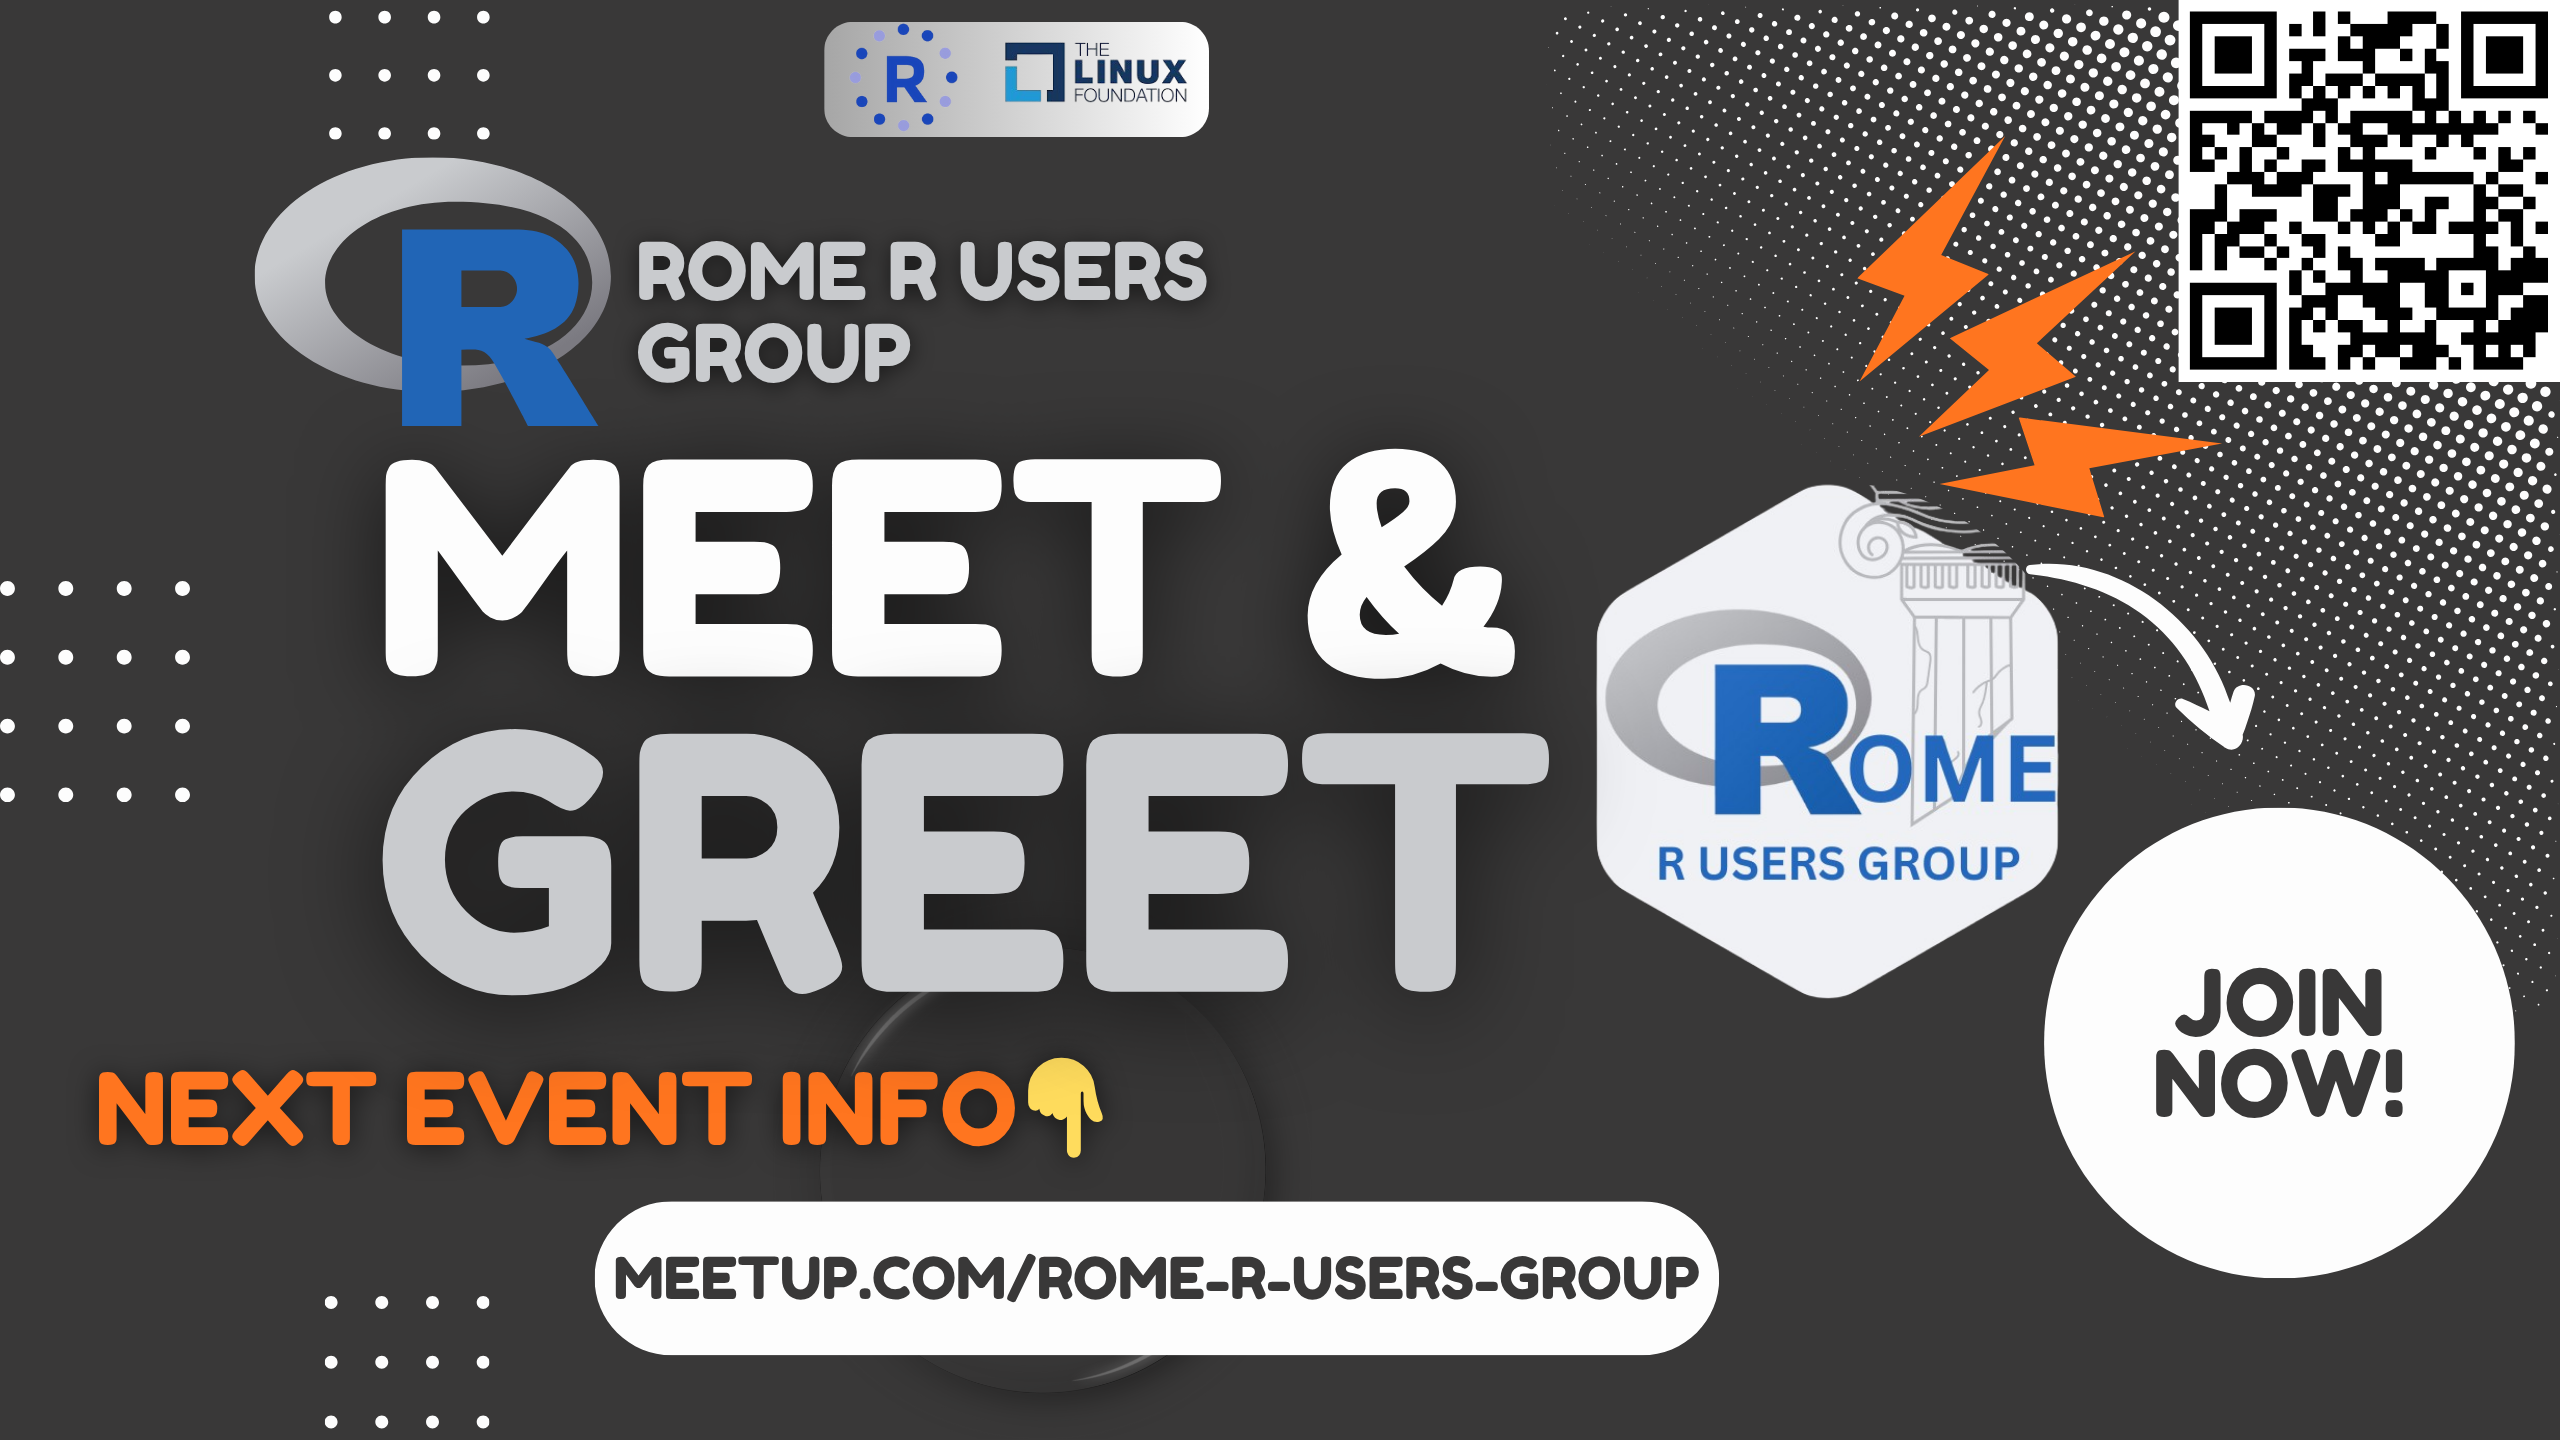 R
THE
LINUX
FOUNDATION
R
ROME R USERS
GROUP
MEET &
GREET
ROME
R USERS GROUP
JOIN
NOW!
NEXT EVENT INFO👇
MEETUP.COM/ROME-R-USERS-GROUP